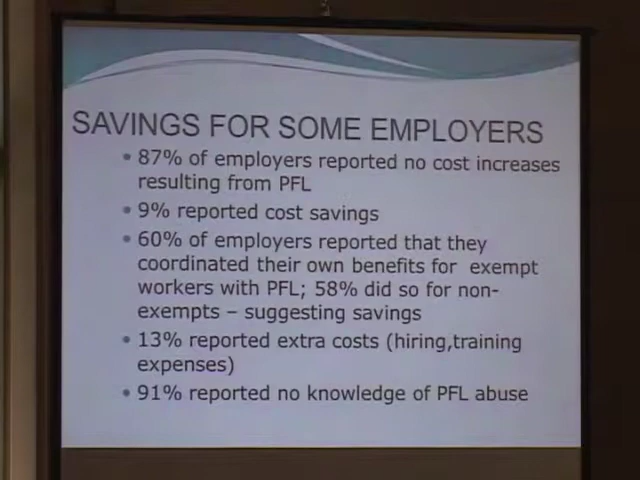 SAVINGS FOR SOME EMPLOYERS
• 87% of employers reported no cost increases
resulting from PFL
• 9% reported cost savings
• 60% of employers reported that they
coordinated their own benefits for exempt
workers with PFL; 58% did so for non-
exempts – suggesting savings
• 13% reported extra costs (hiring,training
expenses)
• 91% reported no knowledge of PFL abuse